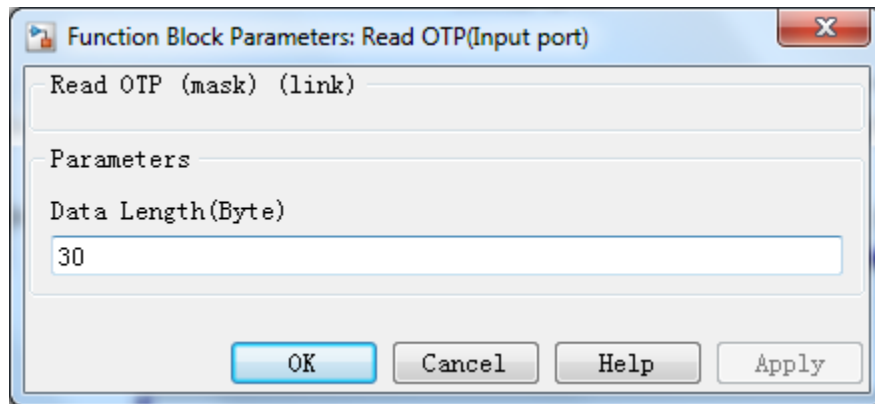 Function Block Parameters: Read OTP(Input port)
Read OTP (mask) (link)
Parameters
Data Length(Byte)
30
OK Cancel Help Apply